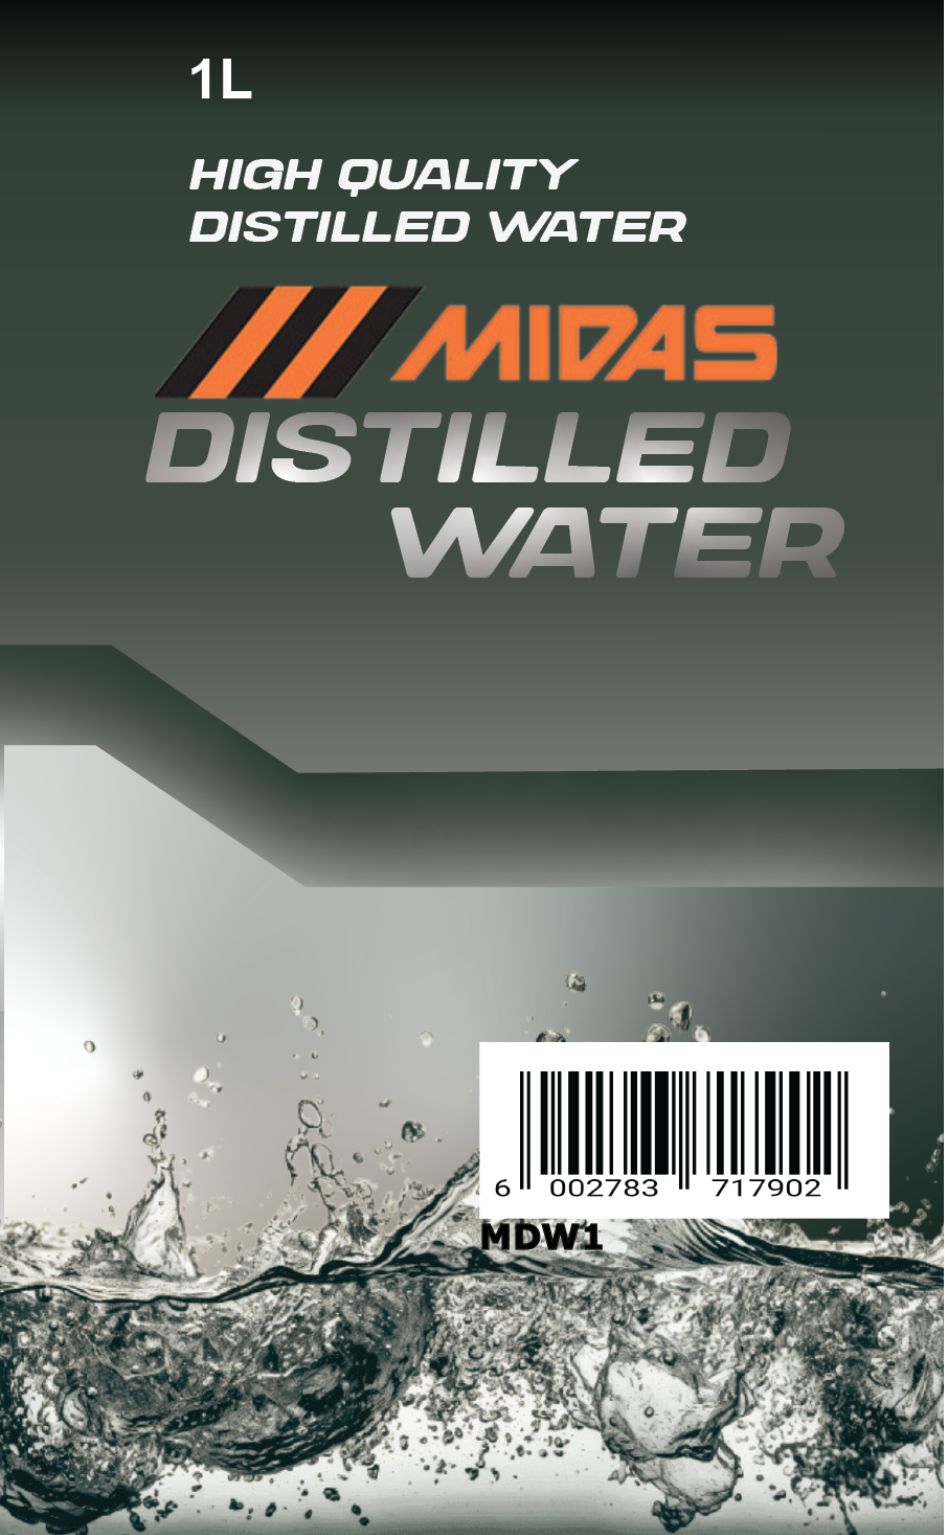 1L
HIGH QUALITY
DISTILLED WATER
MIDAS
DISTILLED
WATER
6 002783 717902
MDW1